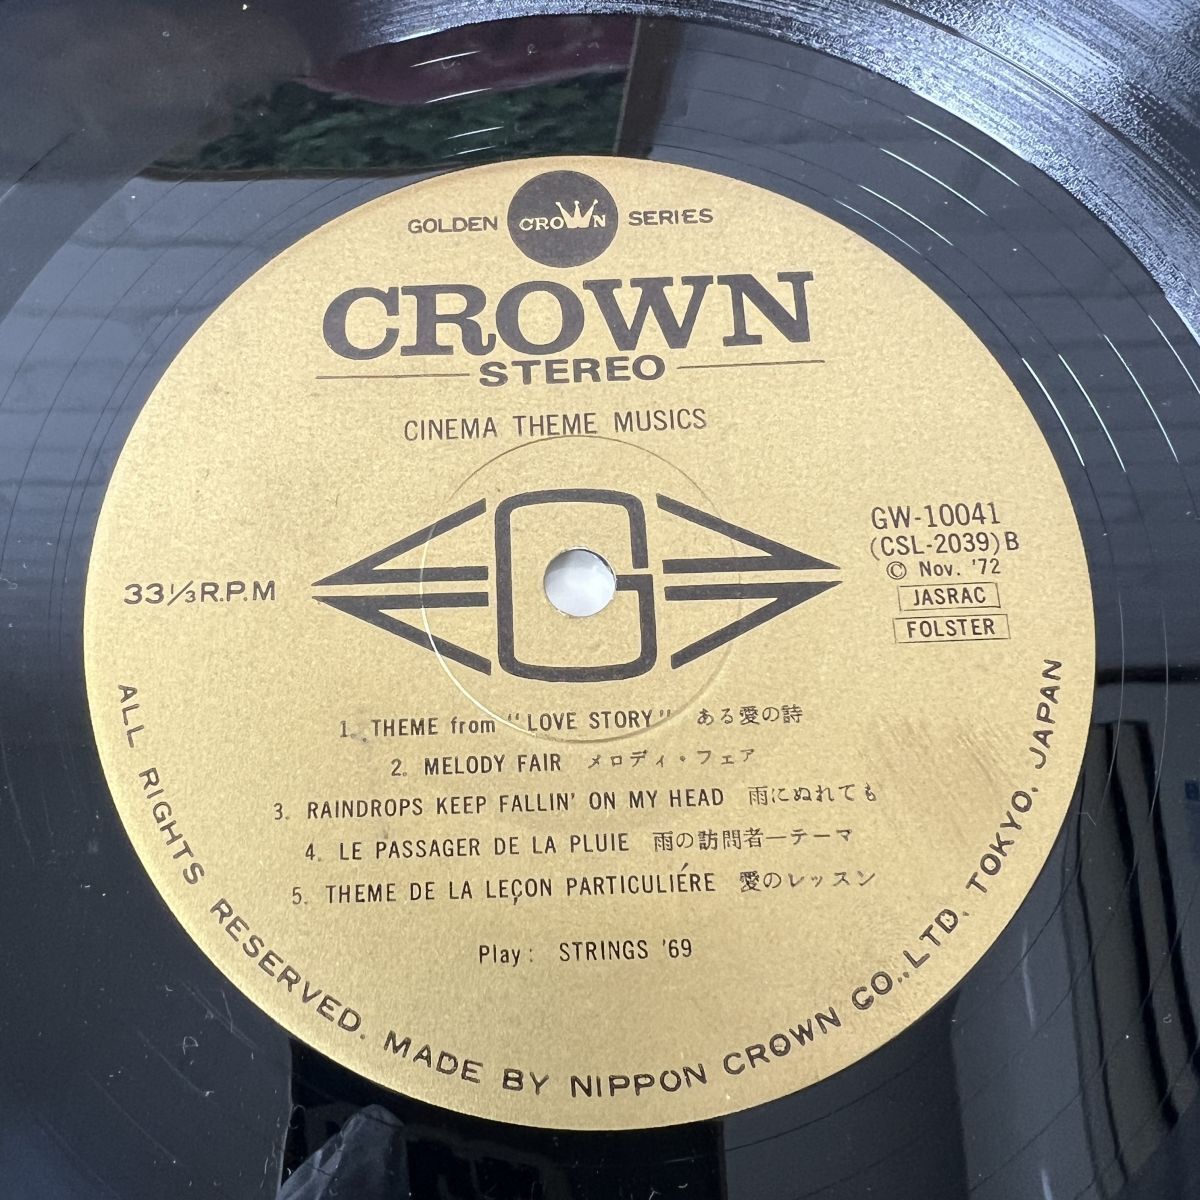 GOLDEN CROWN SERIES
CROWN
STEREO
CINEMA THEME MUSICS
G
33 1/3 R.P.M
GW-10041
(CSL-2039) B
© Nov. '72
JASRAC
FOLSTER
1. THEME from "LOVE STORY" ある愛の詩
2. MELODY FAIR メロディ・フェア
3. RAINDROPS KEEP FALLIN' ON MY HEAD 雨にぬれても
4. LE PASSAGER DE LA PLUIE 雨の訪問者—テーマ
5. THEME DE LA LEÇON PARTICULIÉRE 愛のレッスン
Play: STRINGS '69
ALL RIGHTS RESERVED. MADE BY NIPPON CROWN CO., LTD. TOKYO, JAPAN